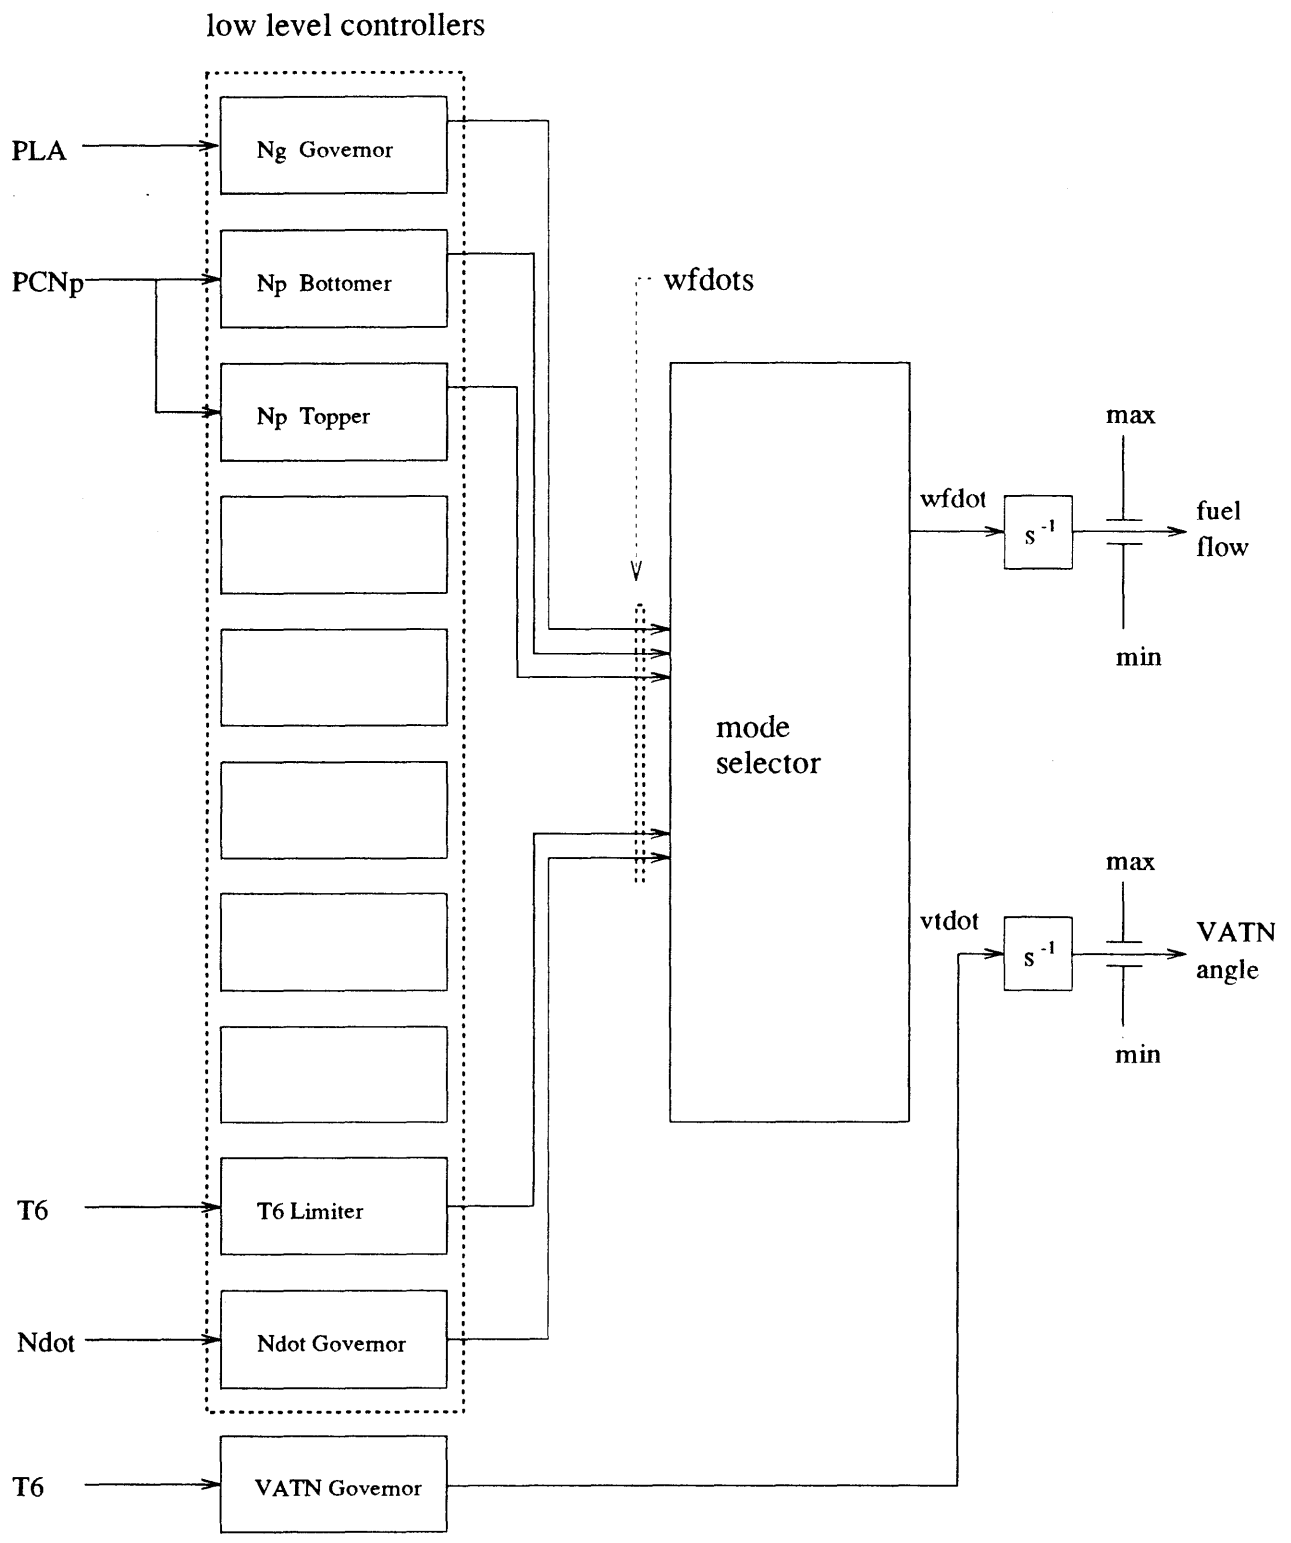 low level controllers
PLA
Ng Governor
PCNp
Np Bottomer
wfdots
Np Topper
max
wfdot
s⁻¹
fuel
flow
min
mode
selector
max
vtdot
s⁻¹
VATN
angle
min
T6
T6 Limiter
Ndot
Ndot Governor
T6
VATN Governor